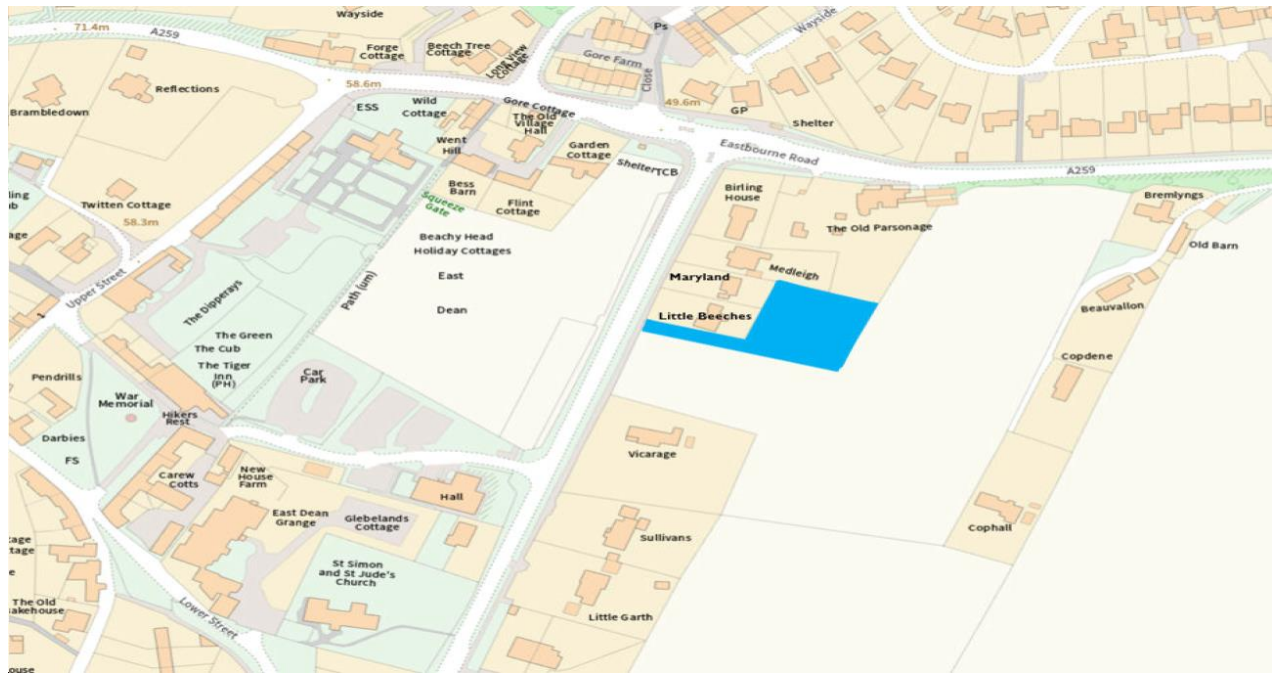 Wayside
71.4m
A259
Forge
Cottage
Beech Tree
Cottage
Long View
Cottage
Gore Farm
Ps
Close
Wayside
Brambledown
Reflections
58.6m
ESS
Wild
Cottage
Gore Cottage
The Old
Village
Hall
49.6m
GP
Shelter
Went
Hill
Garden
Cottage
Shelter
TCB
Eastbourne Road
A259
Twitten Cottage
58.3m
Bess
Barn
Squeeze
Gate
Flint
Cottage
Birling
House
The Old Parsonage
Bremlyngs
Old Barn
Beachy Head
Holiday Cottages
East
Dean
Path (um)
Maryland
Medleigh
Little Beeches
Beauvallon
Copdene
Upper Street
The Dipperays
The Green
The Cub
The Tiger
Inn
(PH)
Car
Park
Pendrills
War
Memorial
Hikers
Rest
Darbies
FS
Carew
Cotts
New
House
Farm
Hall
Vicarage
East Dean
Grange
Glebelands
Cottage
Sullivans
Cophall
St Simon
and St Jude's
Church
The Old
Lower Street
Little Garth